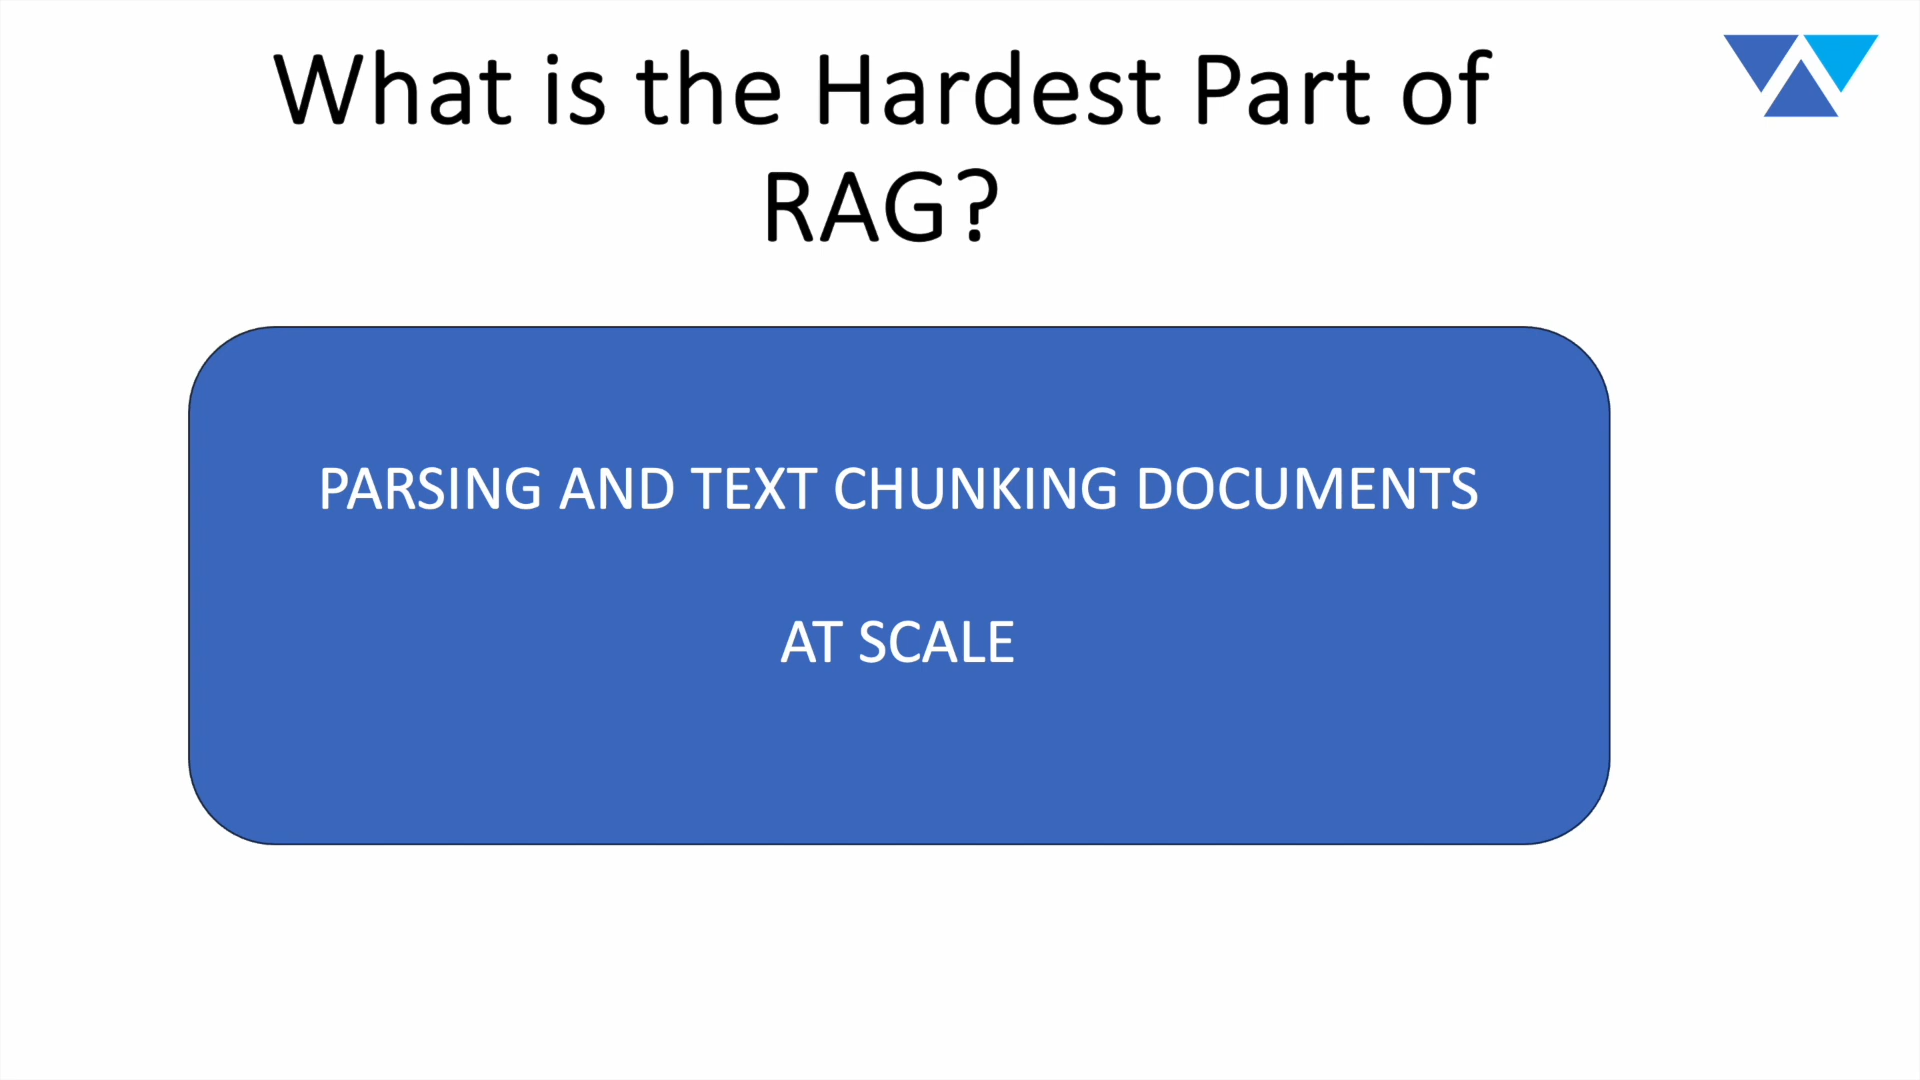 What is the Hardest Part of
RAG?
PARSING AND TEXT CHUNKING DOCUMENTS
AT SCALE